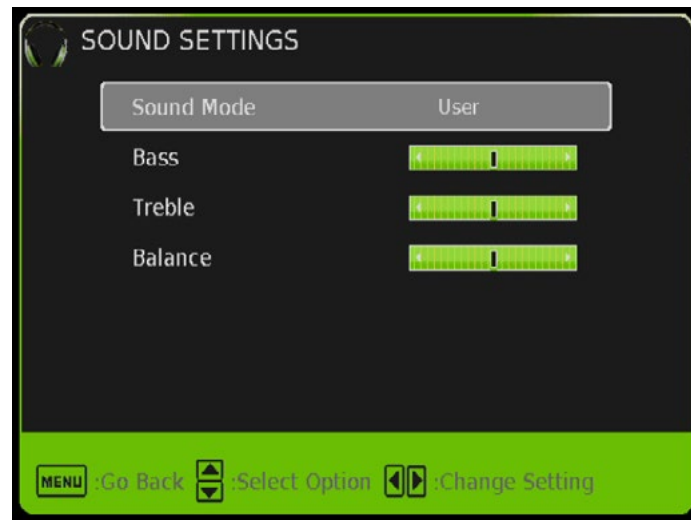 SOUND SETTINGS
Sound Mode User
Bass
Treble
Balance
MENU :Go Back :Select Option :Change Setting